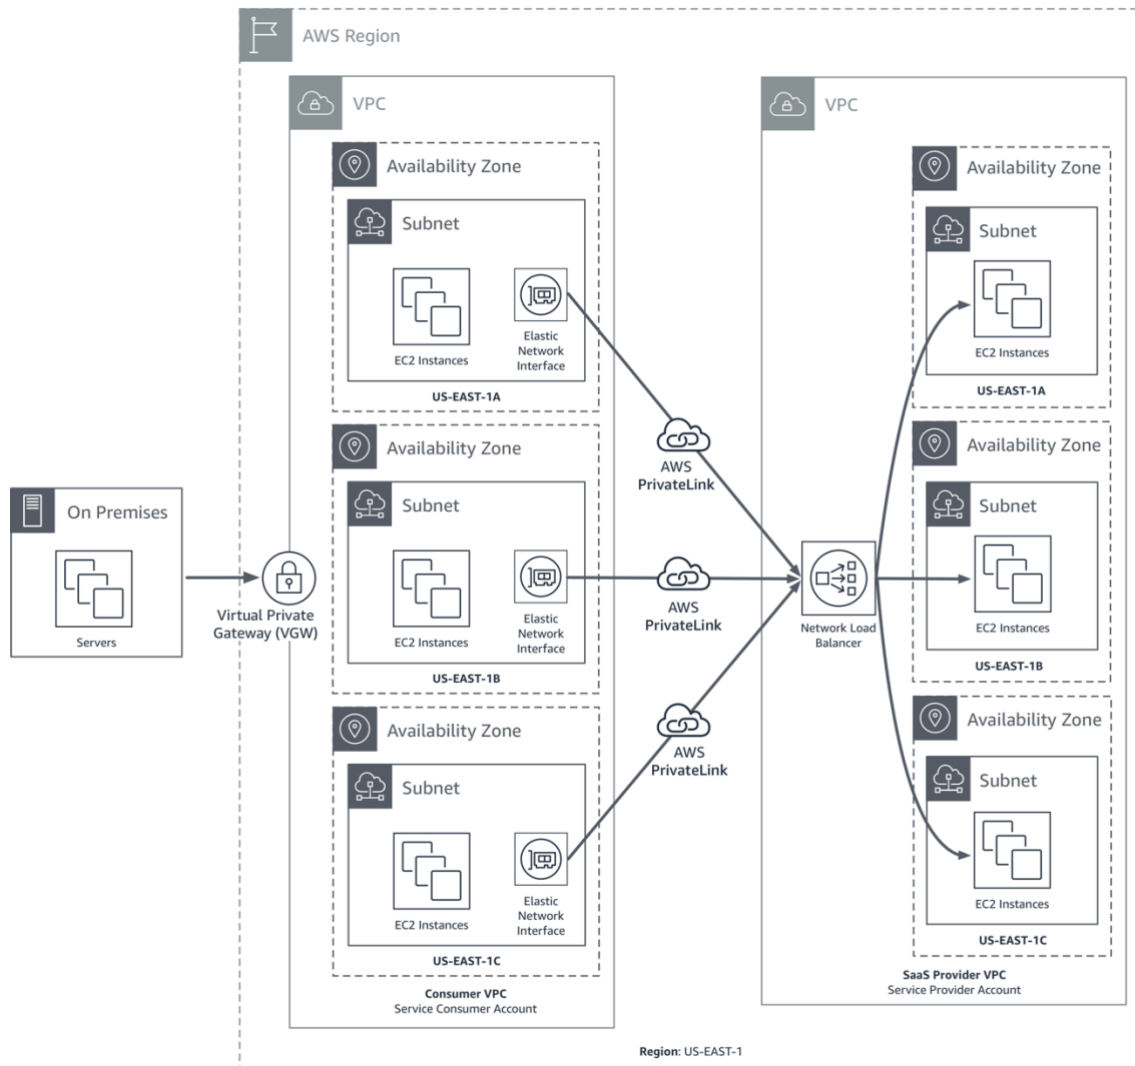 AWS Region
VPC
Availability Zone
Subnet
EC2 Instances
Elastic
Network
Interface
US-EAST-1A
Availability Zone
Subnet
EC2 Instances
Elastic
Network
Interface
US-EAST-1B
Availability Zone
Subnet
EC2 Instances
Elastic
Network
Interface
US-EAST-1C
Consumer VPC
Service Consumer Account
On Premises
Servers
Virtual Private
Gateway (VGW)
AWS
PrivateLink
AWS
PrivateLink
AWS
PrivateLink
VPC
Network Load
Balancer
Availability Zone
Subnet
EC2 Instances
US-EAST-1A
Availability Zone
Subnet
EC2 Instances
US-EAST-1B
Availability Zone
Subnet
EC2 Instances
US-EAST-1C
SaaS Provider VPC
Service Provider Account
Region: US-EAST-1